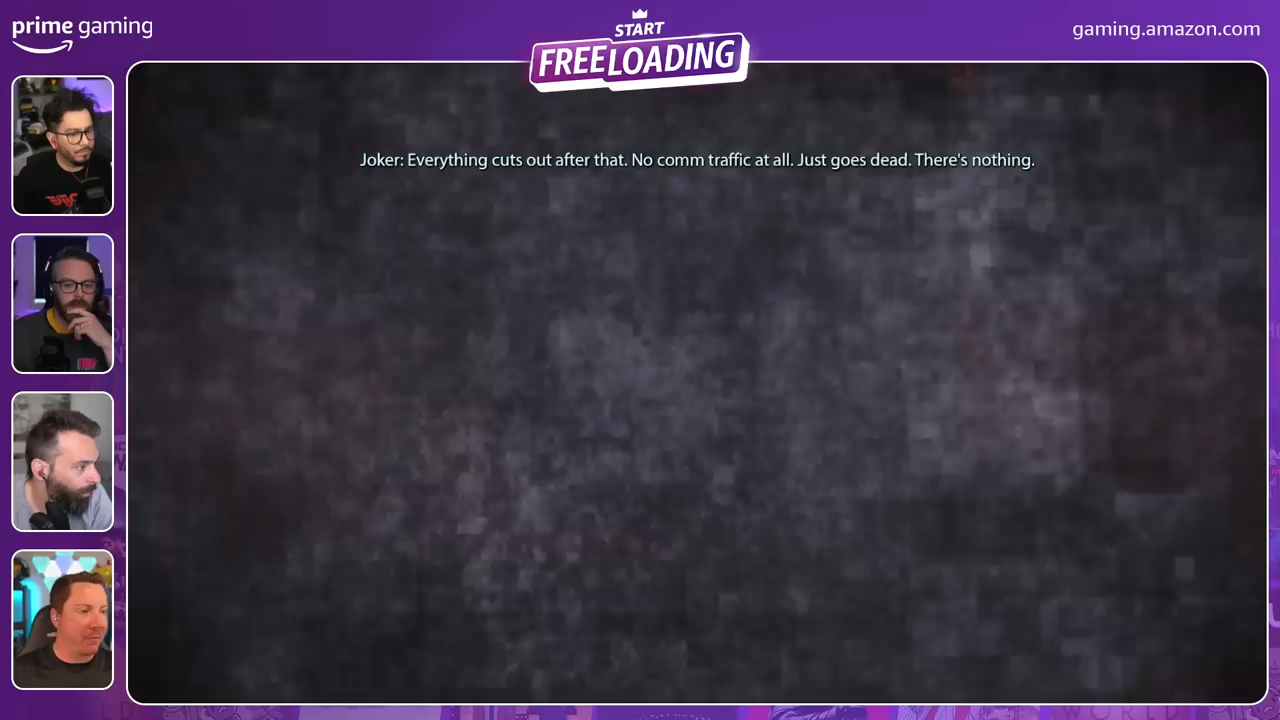 prime gaming
START
FREELOADING
gaming.amazon.com
Joker: Everything cuts out after that. No comm traffic at all. Just goes dead. There's nothing.